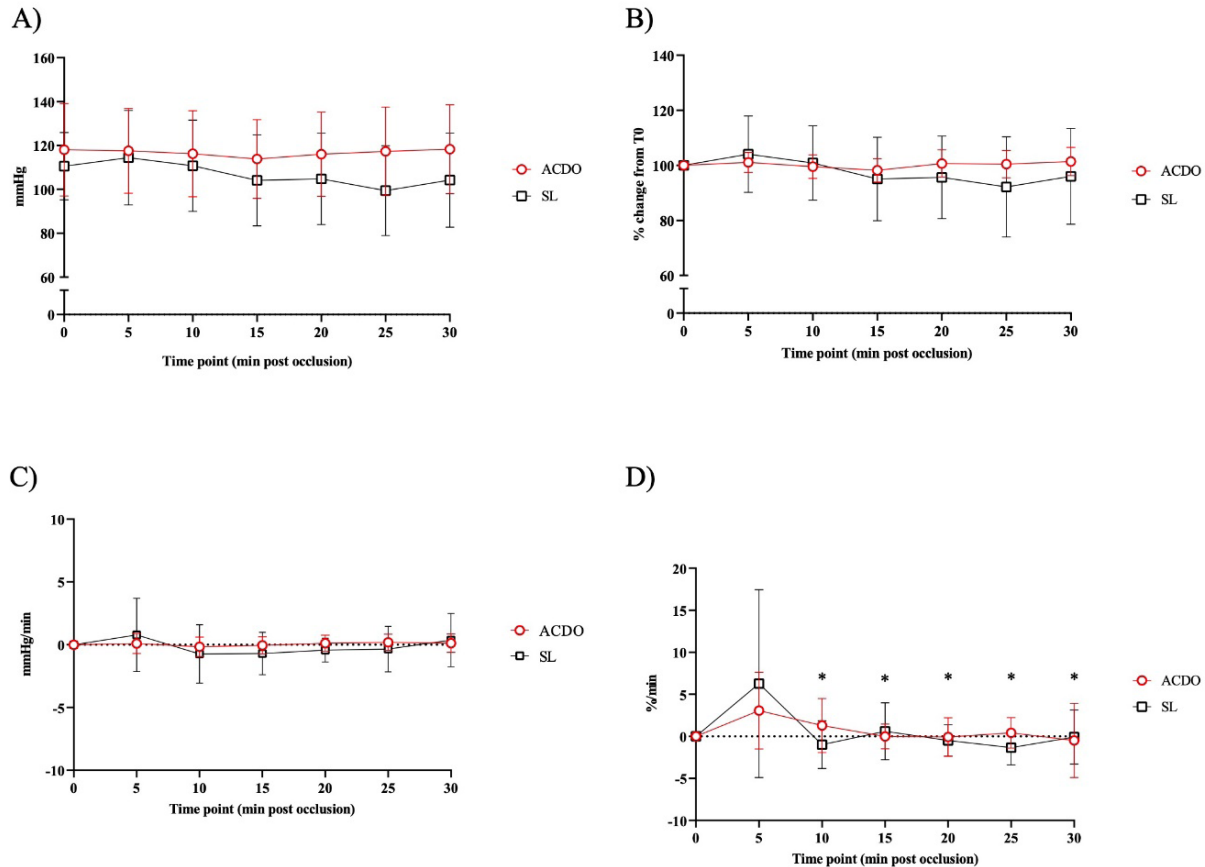 A)
160
140
120
100
80
60
0
mmHg
0 5 10 15 20 25 30
Time point (min post occlusion)
ACDO
SL
B)
140
120
100
80
60
0
% change from T0
0 5 10 15 20 25 30
Time point (min post occlusion)
ACDO
SL
C)
10
5
0
-5
-10
mmHg/min
0 5 10 15 20 25 30
Time point (min post occlusion)
ACDO
SL
D)
20
15
10
5
0
-5
-10
%/min
* * * * *
0 5 10 15 20 25 30
Time point (min post occlusion)
ACDO
SL